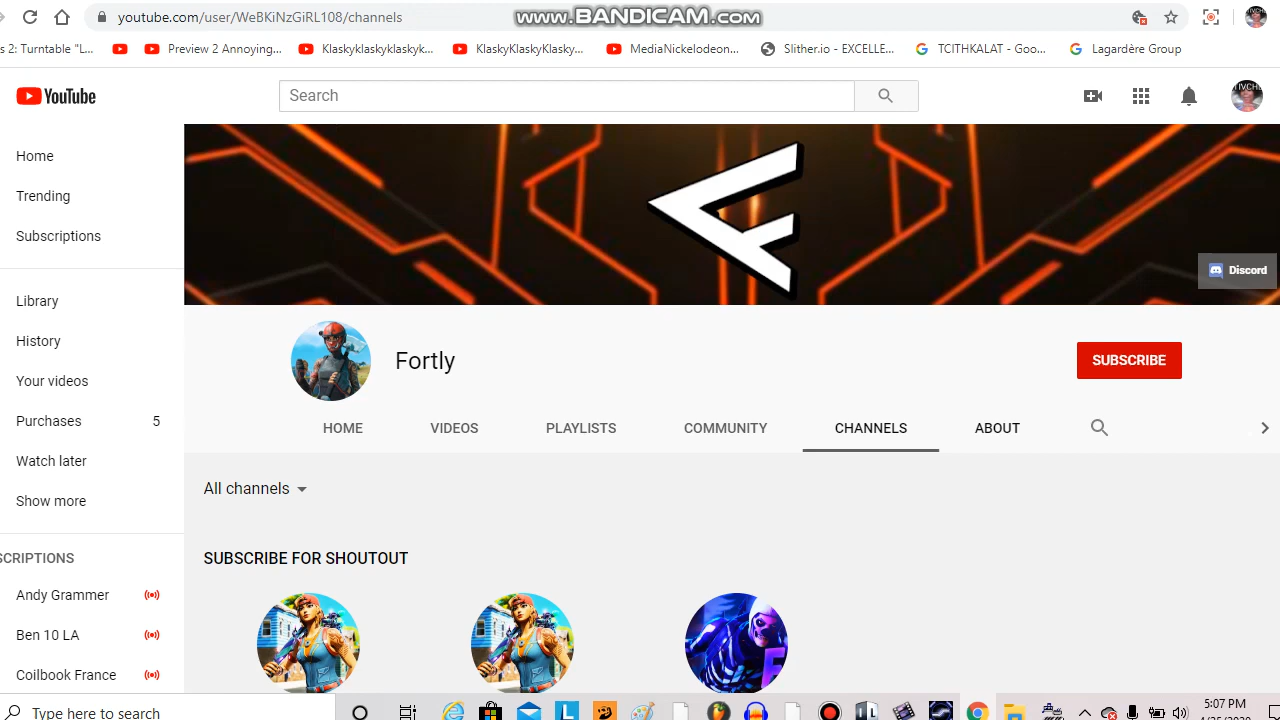 youtube.com/user/WeBKiNzGiRL108/channels
www.BANDICAM.com
s 2: Turntable "L...
Preview 2 Annoying...
Klaskyklaskyklaskyk...
KlaskyKlaskyKlasky...
MediaNickelodeon...
Slither.io - EXCELLE...
TCITHKALAT - Goo...
Lagardère Group
YouTube
Search
Home
Trending
Subscriptions
Library
History
Your videos
Purchases 5
Watch later
Show more
SCRIPTIONS
Andy Grammer
Ben 10 LA
Coilbook France
Discord
Fortly
SUBSCRIBE
HOME VIDEOS PLAYLISTS COMMUNITY CHANNELS ABOUT
All channels
SUBSCRIBE FOR SHOUTOUT
Type here to search
5:07 PM